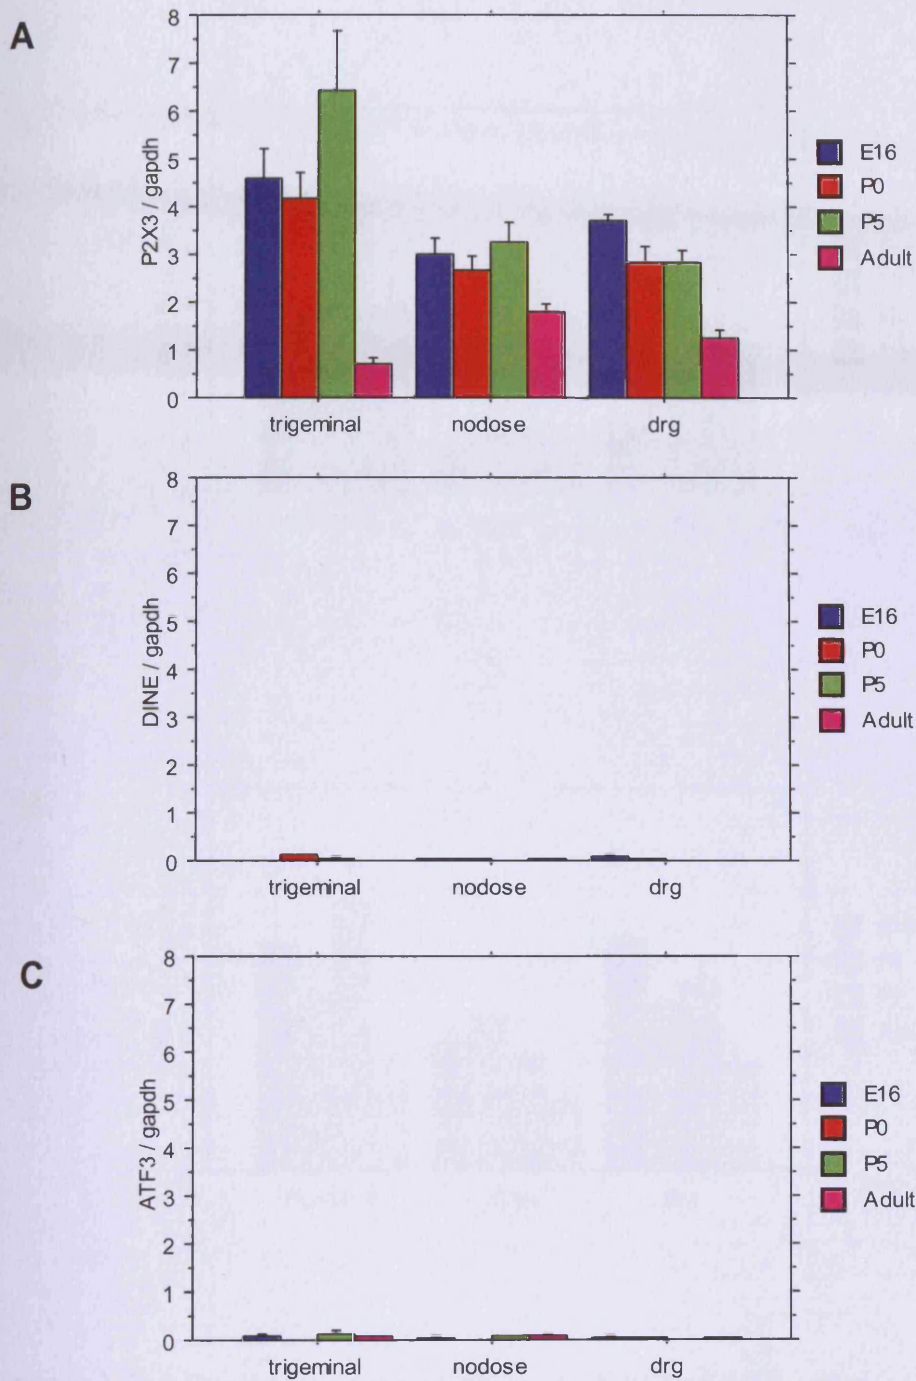 A
8
7
6
5
4
3
2
1
0
P2X3 / gapdh
trigeminal nodose drg
E16
P0
P5
Adult
B
8
7
6
5
4
3
2
1
0
DINE / gapdh
trigeminal nodose drg
E16
P0
P5
Adult
C
8
7
6
5
4
3
2
1
0
ATF3 / gapdh
trigeminal nodose drg
E16
P0
P5
Adult